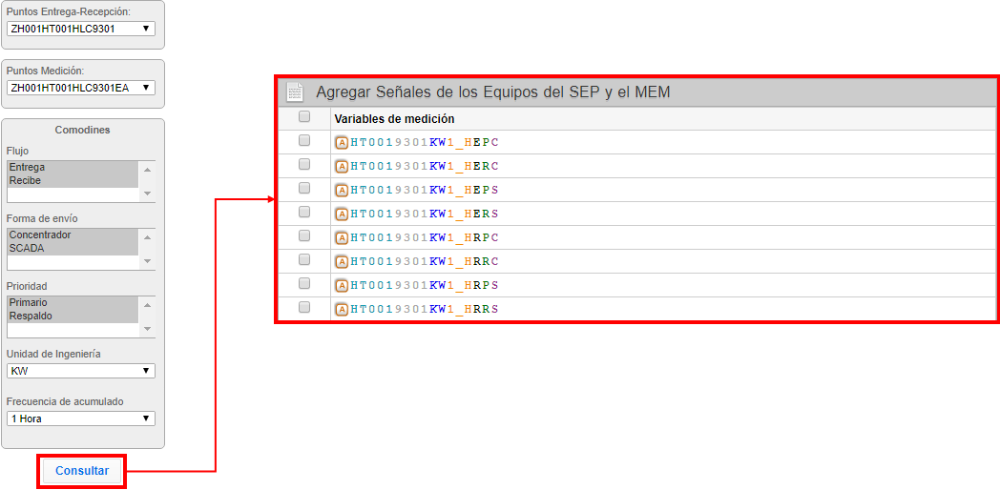 Puntos Entrega-Recepción:
ZH001HT001HLC9301
Puntos Medición:
ZH001HT001HLC9301EA
Comodines
Flujo
Entrega
Recibe
Forma de envío
Concentrador
SCADA
Prioridad
Primario
Respaldo
Unidad de Ingeniería
KW
Frecuencia de acumulado
1 Hora
Consultar
Agregar Señales de los Equipos del SEP y el MEM
Variables de medición
A HT0019301KW1_HEPC
A HT0019301KW1_HERC
A HT0019301KW1_HEPS
A HT0019301KW1_HERS
A HT0019301KW1_HRPC
A HT0019301KW1_HRRC
A HT0019301KW1_HRPS
A HT0019301KW1_HRRS